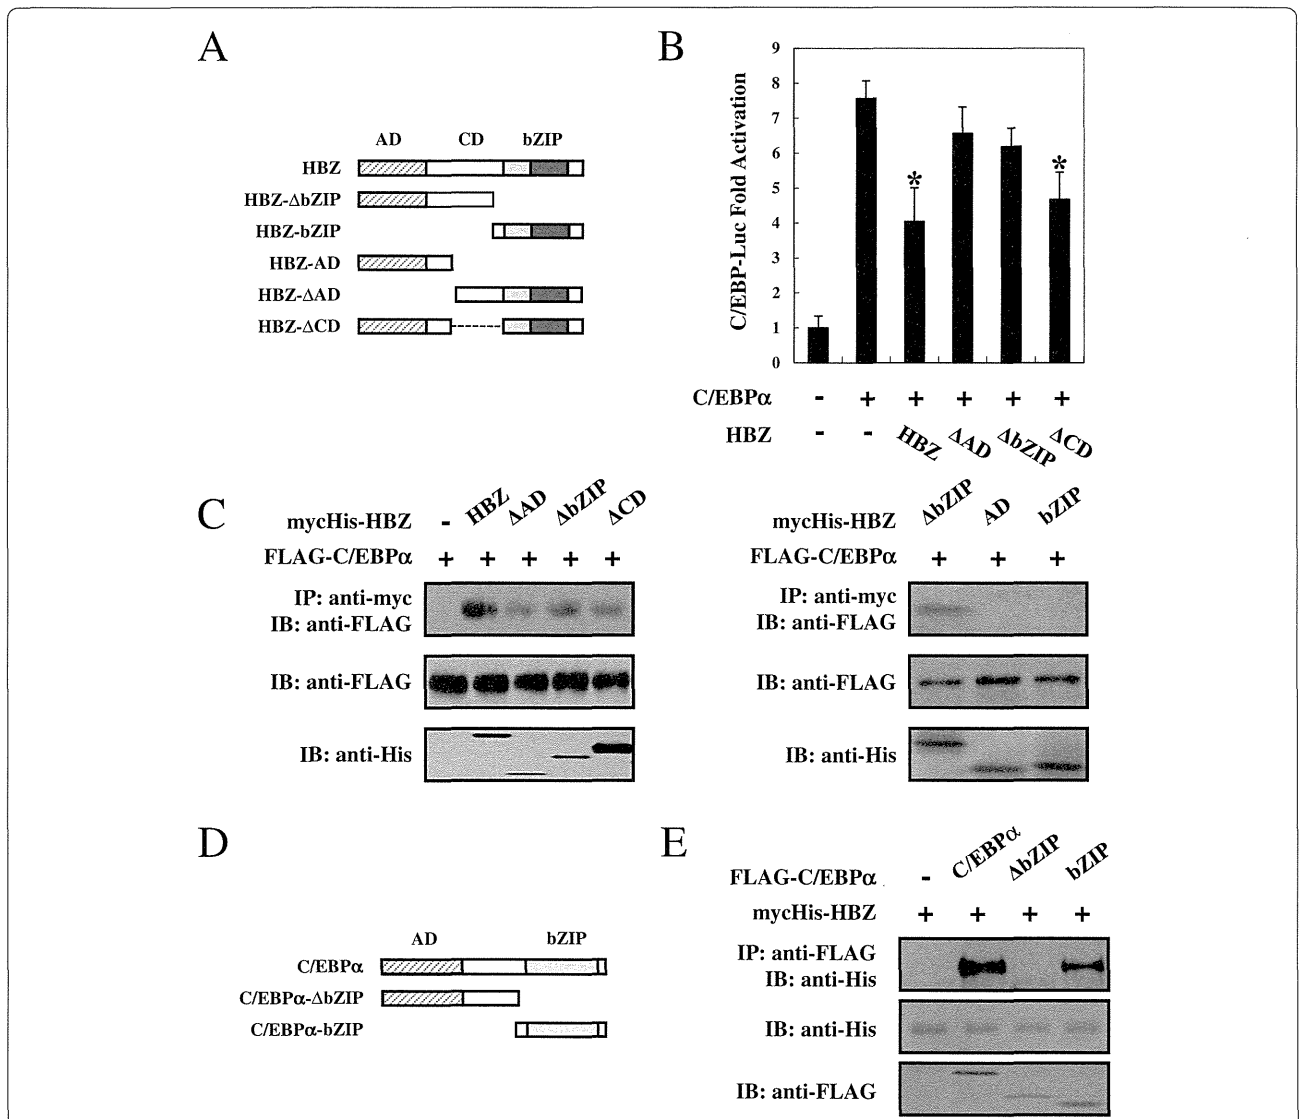 A
AD CD bZIP
HBZ
HBZ-ΔbZIP
HBZ-bZIP
HBZ-AD
HBZ-ΔAD
HBZ-ΔCD
B
C/EBP-Luc Fold Activation
9
8
7
6
5
4
3
2
1
0
* *
C/EBPα - + + + + +
HBZ - - HBZ ΔAD ΔbZIP ΔCD
C
mycHis-HBZ - HBZ ΔAD ΔbZIP ΔCD
FLAG-C/EBPα + + + + +
IP: anti-myc
IB: anti-FLAG
IB: anti-FLAG
IB: anti-His
mycHis-HBZ ΔbZIP AD bZIP
FLAG-C/EBPα + + +
IP: anti-myc
IB: anti-FLAG
IB: anti-FLAG
IB: anti-His
D
AD bZIP
C/EBPα
C/EBPα-ΔbZIP
C/EBPα-bZIP
E
FLAG-C/EBPα - C/EBPα ΔbZIP bZIP
mycHis-HBZ + + + +
IP: anti-FLAG
IB: anti-His
IB: anti-His
IB: anti-FLAG